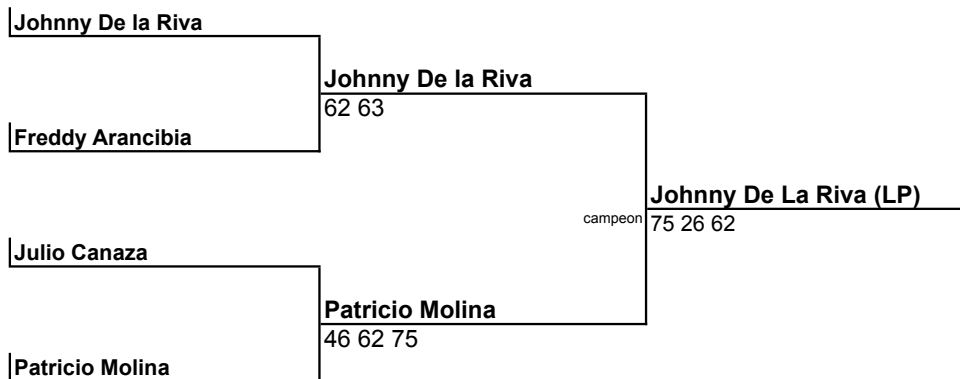 Johnny De la Riva
Johnny De la Riva
62 63
Freddy Arancibia
Johnny De La Riva (LP)
campeon
75 26 62
Julio Canaza
Patricio Molina
46 62 75
Patricio Molina